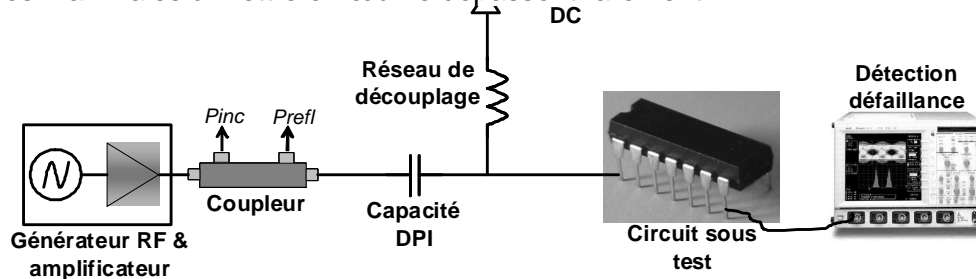 DC
Réseau de
découplage
Détection
défaillance
Pinc
Prefl
Coupleur
Capacité
DPI
Générateur RF &
amplificateur
Circuit sous
test